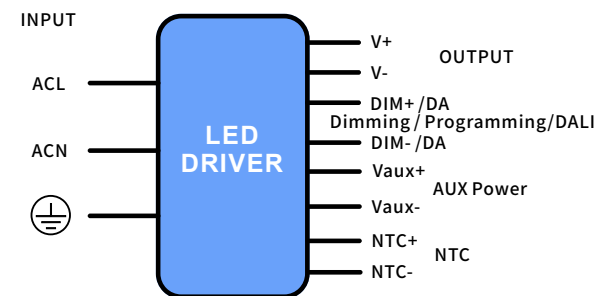 INPUT
ACL
ACN
LED
DRIVER
V+
OUTPUT
V-
DIM+/DA
Dimming / Programming/DALI
DIM- /DA
Vaux+
AUX Power
Vaux-
NTC+
NTC
NTC-